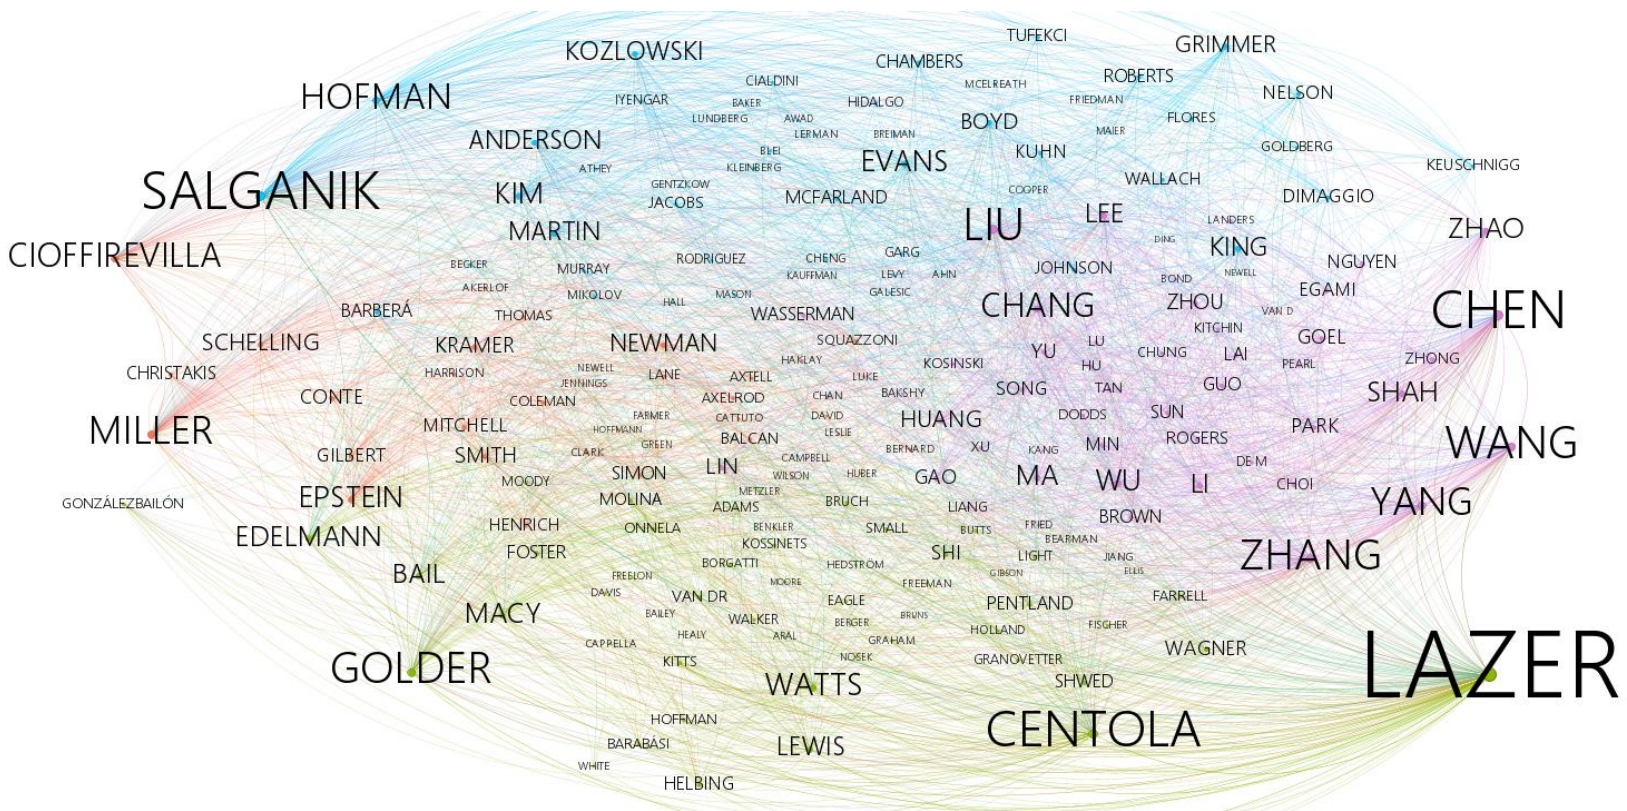 TUFEKCI
GRIMMER
KOZLOWSKI
CHAMBERS
ROBERTS
CIALDINI
MCELREATH
NELSON
HOFMAN
IYENGAR
BAKER
HIDALGO
FRIEDMAN
LUNDBERG
AWAD
BOYD
FLORES
ANDERSON
LERMAN
BREIMAN
MAIER
BLEI
EVANS
KUHN
GOLDBERG
ATHEY
KLEINBERG
KEUSCHNIGG
SALGANIK
KIM
GENTZKOW
JACOBS
MCFARLAND
COOPER
WALLACH
DIMAGGIO
MARTIN
LIU
LEE
LANDERS
ZHAO
CIOFFIREVILLA
DING
KING
BECKER
MURRAY
RODRIGUEZ
CHENG
GARG
JOHNSON
NGUYEN
KAUFFMAN
LEVY
AHN
BOND
NEWELL
AKERLOF
MIKOLOV
HALL
MASON
GALESIC
EGAMI
BARBERÁ
THOMAS
WASSERMAN
CHANG
ZHOU
VAN D
CHEN
SCHELLING
KRAMER
NEWMAN
SQUAZZONI
YU
LU
KITCHIN
GOEL
CHUNG
LAI
ZHONG
CHRISTAKIS
HARRISON
NEWELL
LANE
HAKLAY
AXTELL
LUKE
KOSINSKI
HU
PEARL
JENNINGS
CONTE
COLEMAN
AXELROD
CHAN
BAKSHY
SONG
TAN
GUO
SHAH
MILLER
MITCHELL
FARMER
CATTUTO
DAVID
HUANG
DODDS
SUN
PARK
HOFFMANN
GREEN
BALCAN
LESLIE
ROGERS
WANG
GILBERT
SMITH
CLARK
CAMPBELL
BERNARD
XU
KANG
MIN
DE M
SIMON
LIN
WILSON
HUBER
GAO
MA
WU
LI
CHOI
MOODY
METZLER
GONZÁLEZBAILÓN
EPSTEIN
MOLINA
ADAMS
BRUCH
LIANG
YANG
EDELMANN
HENRICH
ONNELA
BENKLER
SMALL
BUTTS
FRIED
BROWN
KOSSINETS
BEARMAN
FOSTER
SHI
LIGHT
JIANG
ZHANG
BAIL
FREELON
BORGATTI
HEDSTRÖM
GIBSON
ELLIS
MOORE
FREEMAN
DAVIS
VAN DR
EAGLE
PENTLAND
FARRELL
MACY
BAILEY
WALKER
BERGER
BRUNS
HOLLAND
FISCHER
CAPPELLA
HEALY
ARAL
GRAHAM
WAGNER
GOLDER
KITTS
NOSEK
GRANOVETTER
LAZER
WATTS
SHWED
HOFFMAN
CENTOLA
BARABÁSI
LEWIS
WHITE
HELBING